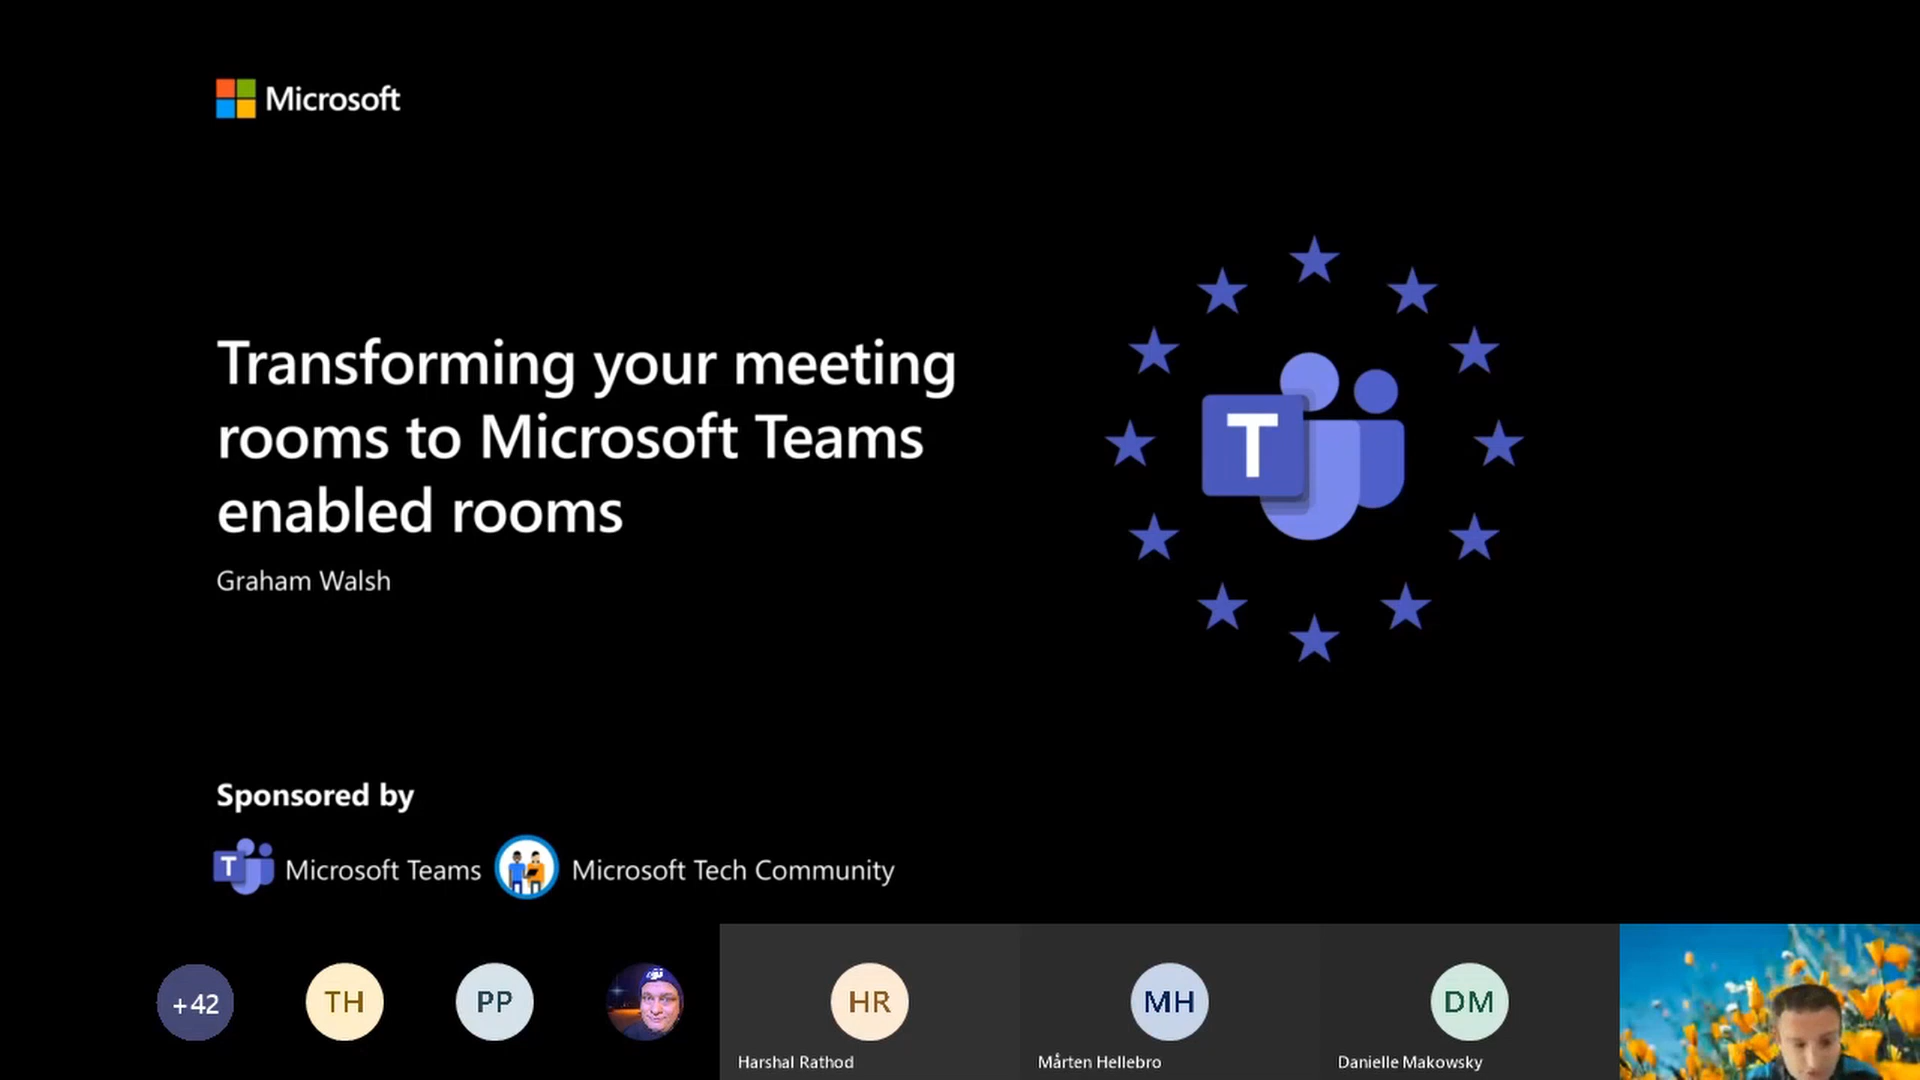 Microsoft
Transforming your meeting
rooms to Microsoft Teams
enabled rooms
Graham Walsh
T
Sponsored by
T Microsoft Teams Microsoft Tech Community
+42 TH PP HR MH DM
Harshal Rathod Mårten Hellebro Danielle Makowsky